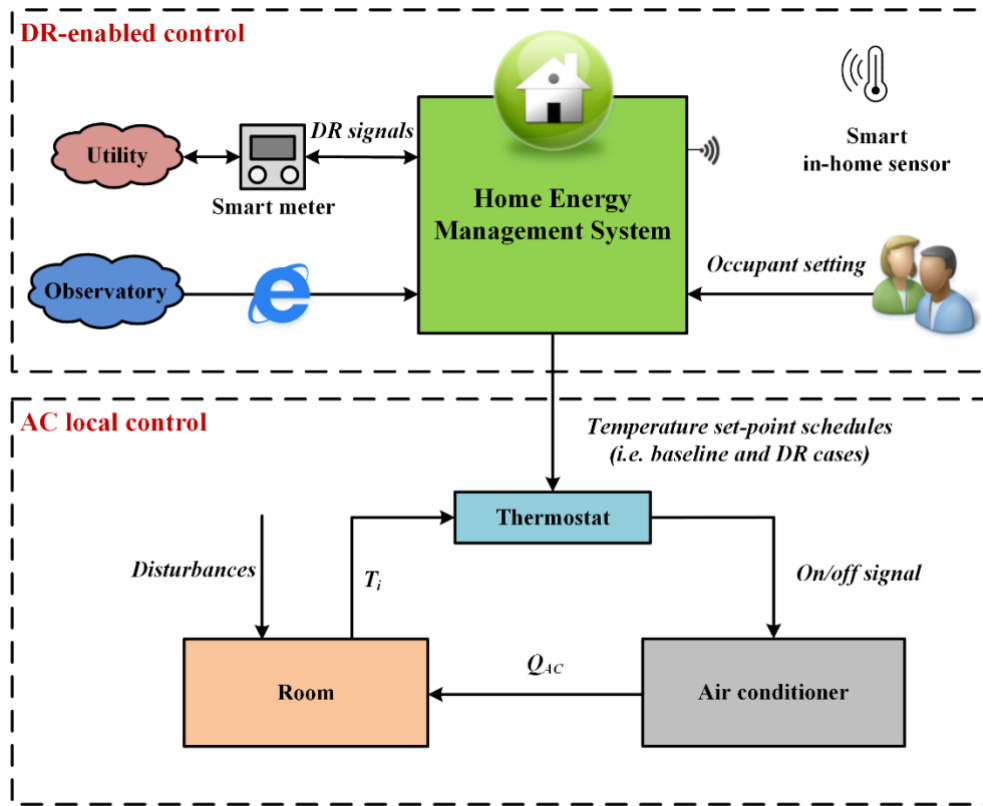 DR-enabled control
DR signals
Utility
Smart meter
Home Energy
Management System
Smart
in-home sensor
Observatory
Occupant setting
AC local control
Temperature set-point schedules
(i.e. baseline and DR cases)
Thermostat
Disturbances
T_i
On/off signal
Q_AC
Room
Air conditioner